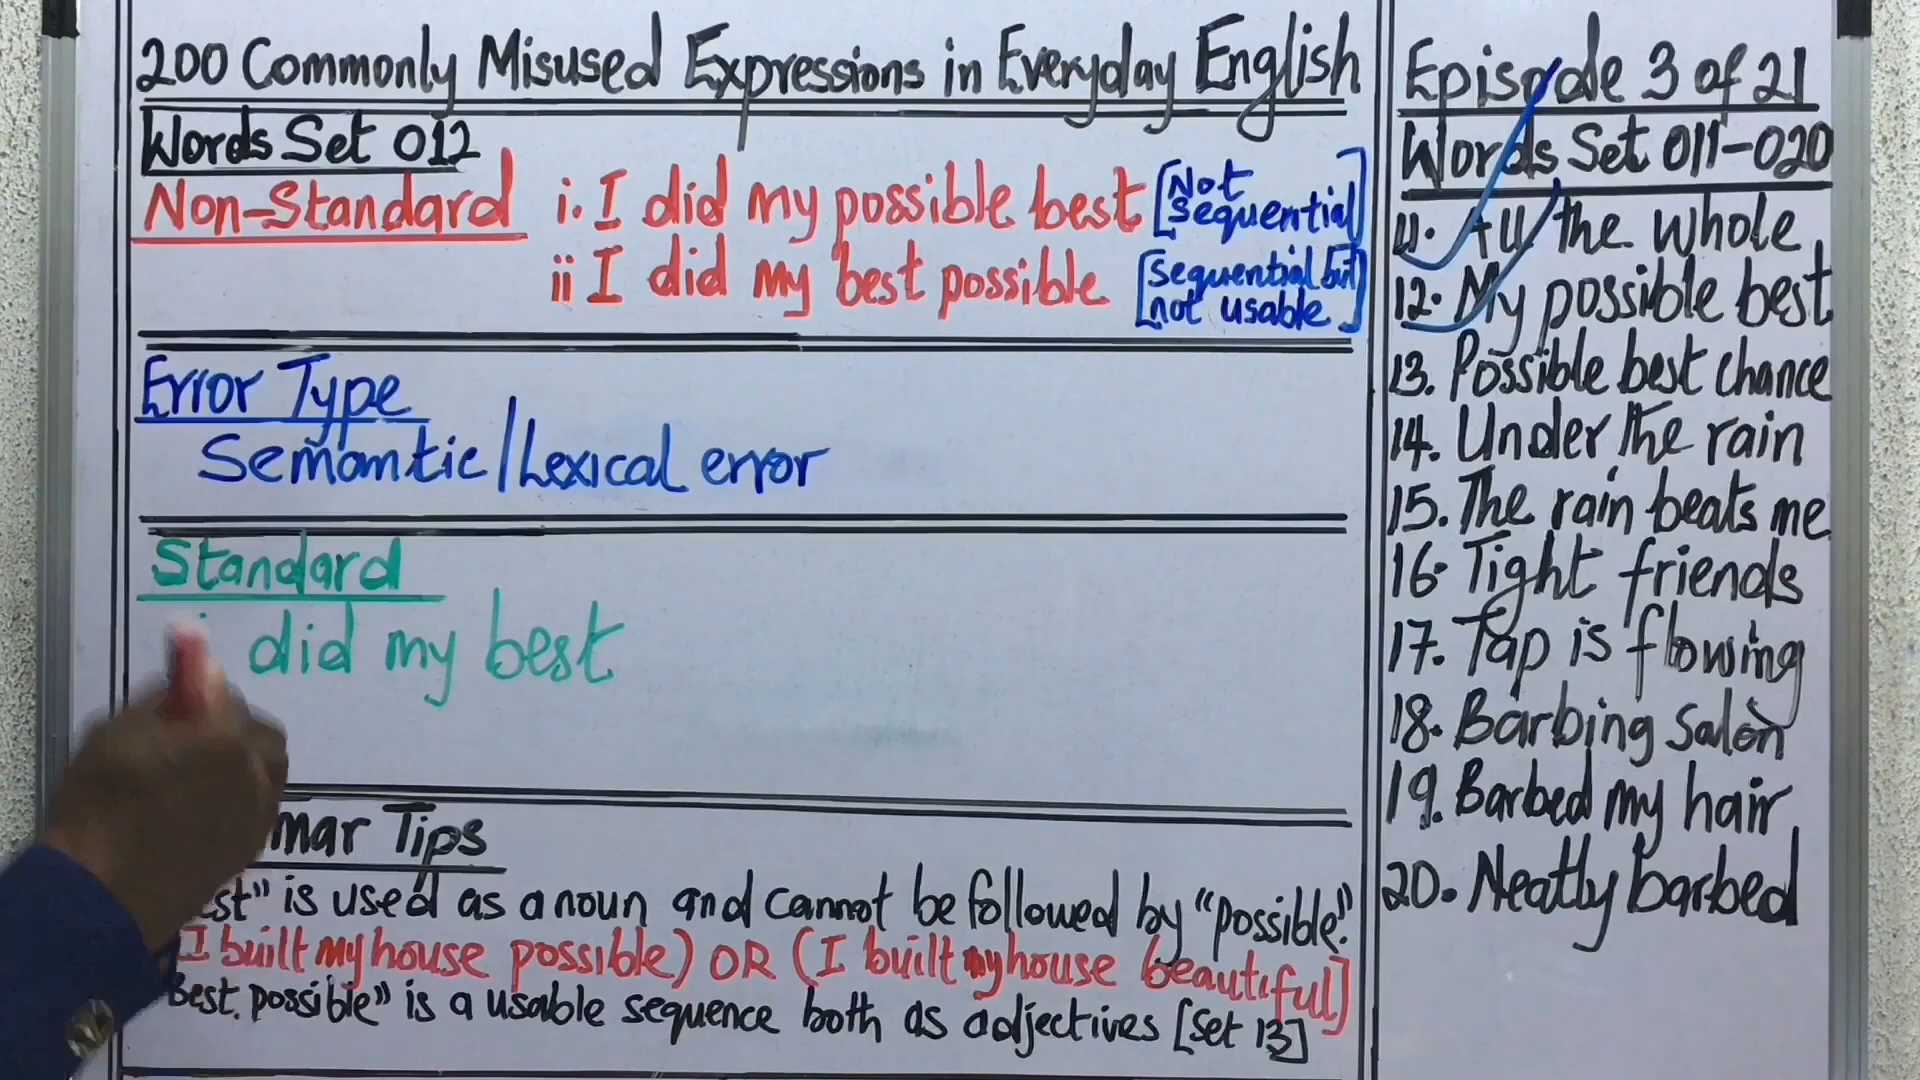 200 Commonly Misused Expressions in Everyday English
Words Set 012
Non-Standard i. I did my possible best [Not sequential]
ii I did my best possible [sequential but not usable]
Error Type
Semantic/Lexical error
Standard
did my best
Tips
is used as a noun and cannot be followed by "possible."
I built my house possible) OR (I built my house beautiful]
Best possible" is a usable sequence both as adjectives [Set 13]
Episode 3 of 21
Words Set 011-020
11. All the whole
12. My possible best
13. Possible best chance
14. Under the rain
15. The rain beats me
16. Tight friends
17. Tap is flowing
18. Barbing Salon
19. Barbed my hair
20. Neatly barbed